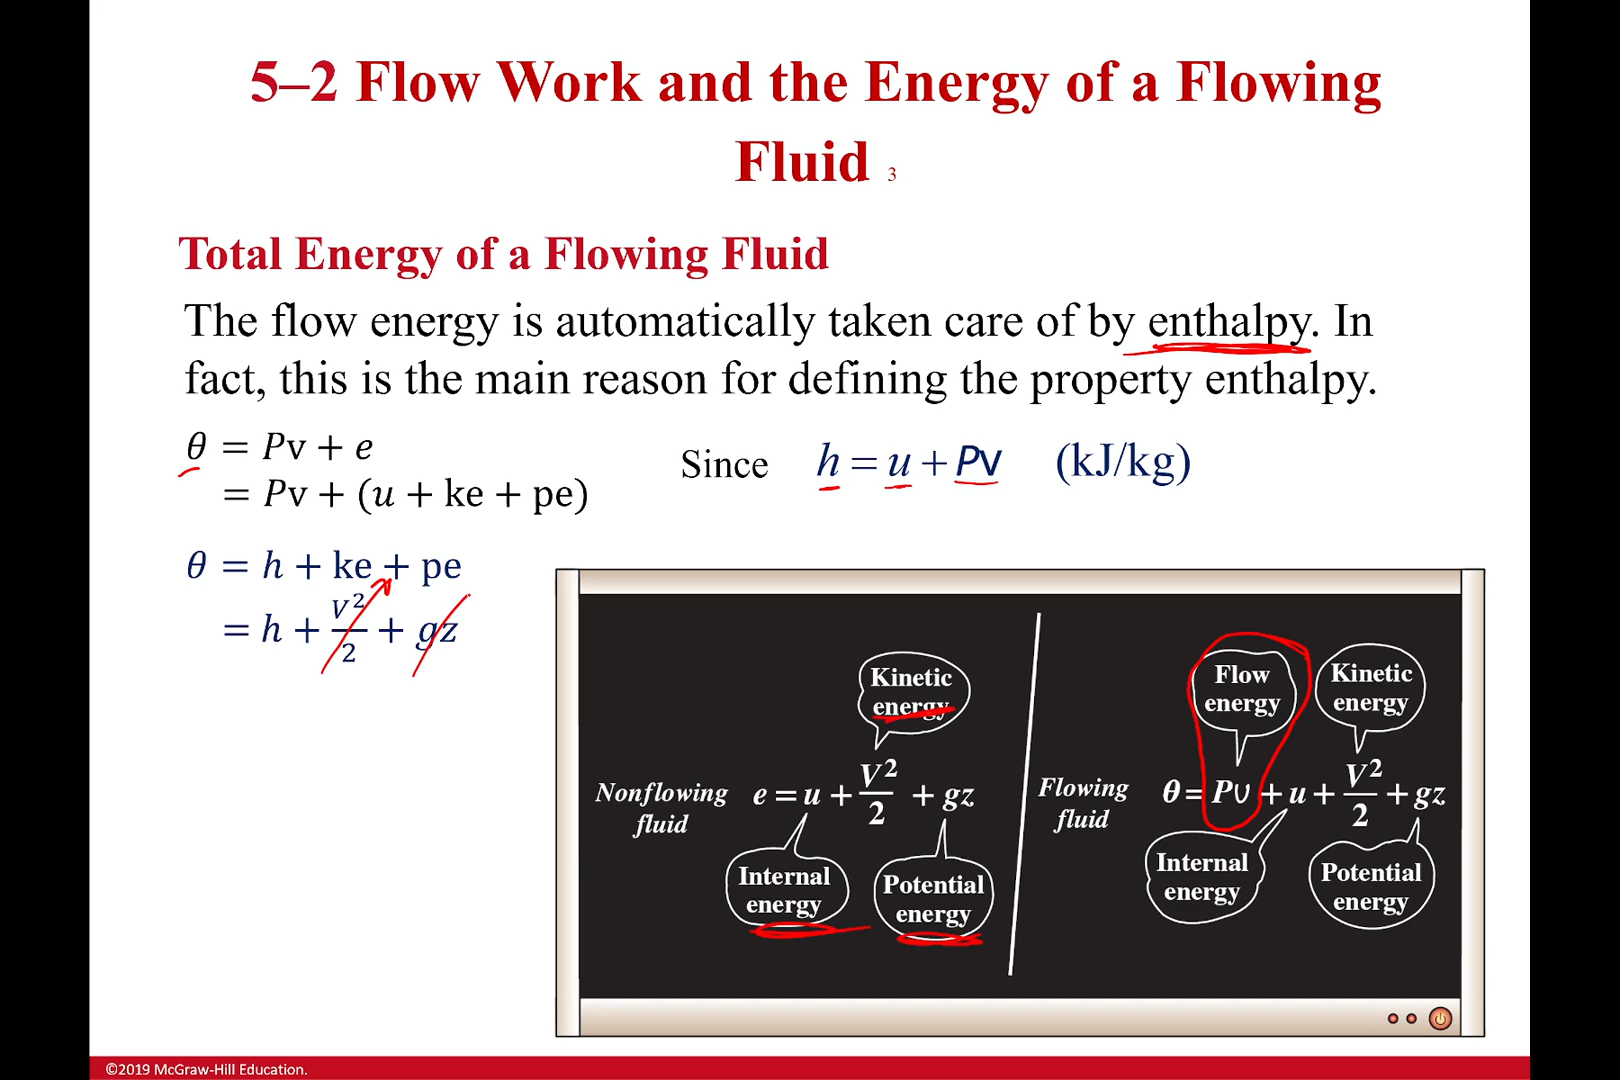 5–2 Flow Work and the Energy of a Flowing
Fluid 3
Total Energy of a Flowing Fluid
The flow energy is automatically taken care of by enthalpy. In
fact, this is the main reason for defining the property enthalpy.
θ = Pv + e
= Pv + (u + ke + pe)
Since h = u + Pv (kJ/kg)
θ = h + ke + pe
= h + V²/2 + gz
Kinetic
energy
Nonflowing
fluid
e = u + V²/2 + gz
Internal
energy
Potential
energy
Flow
energy
Kinetic
energy
Flowing
fluid
θ = Pυ + u + V²/2 + gz
Internal
energy
Potential
energy
©2019 McGraw-Hill Education.